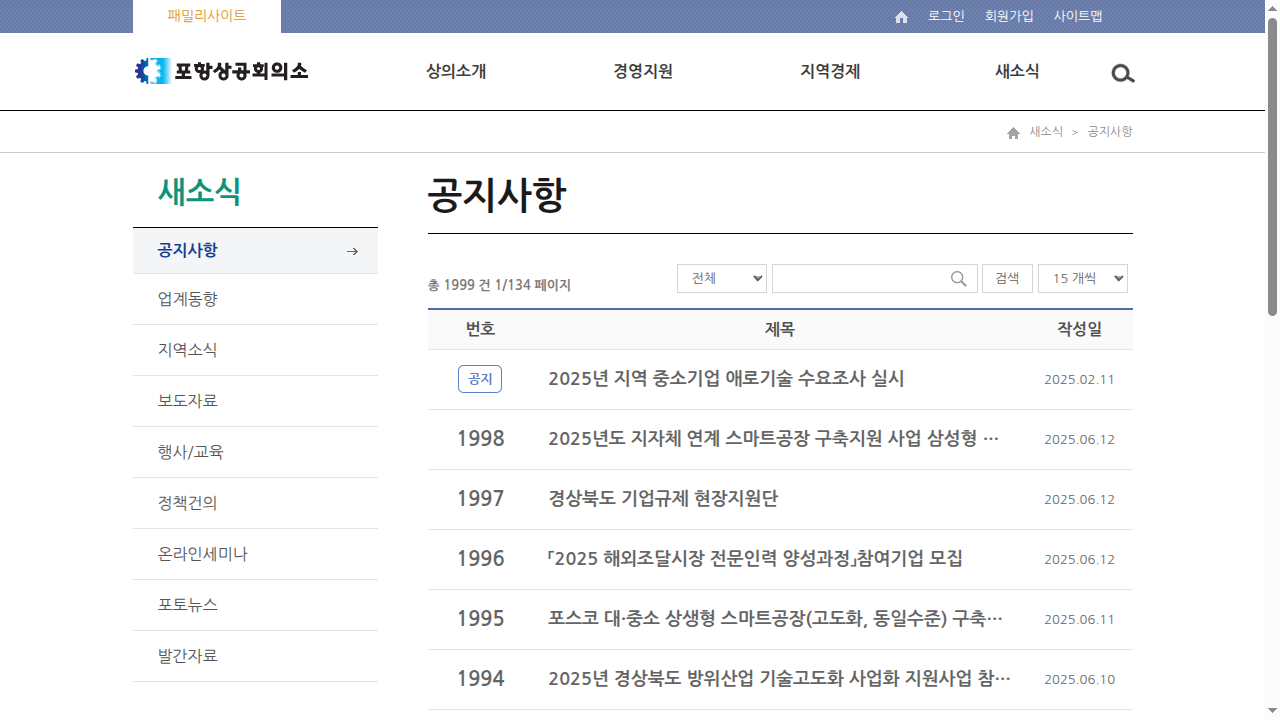 패밀리사이트
로그인 회원가입 사이트맵
포항상공회의소
상의소개 경영지원 지역경제 새소식
새소식 > 공지사항
새소식
공지사항
업계동향
지역소식
보도자료
행사/교육
정책건의
온라인세미나
포토뉴스
발간자료
공지사항
총 1999 건 1/134 페이지
전체 검색 15 개씩
번호 제목 작성일
공지 2025년 지역 중소기업 애로기술 수요조사 실시 2025.02.11
1998 2025년도 지자체 연계 스마트공장 구축지원 사업 삼성형 … 2025.06.12
1997 경상북도 기업규제 현장지원단 2025.06.12
1996 ｢2025 해외조달시장 전문인력 양성과정｣참여기업 모집 2025.06.12
1995 포스코 대·중소 상생형 스마트공장(고도화, 동일수준) 구축… 2025.06.11
1994 2025년 경상북도 방위산업 기술고도화 사업화 지원사업 참… 2025.06.10